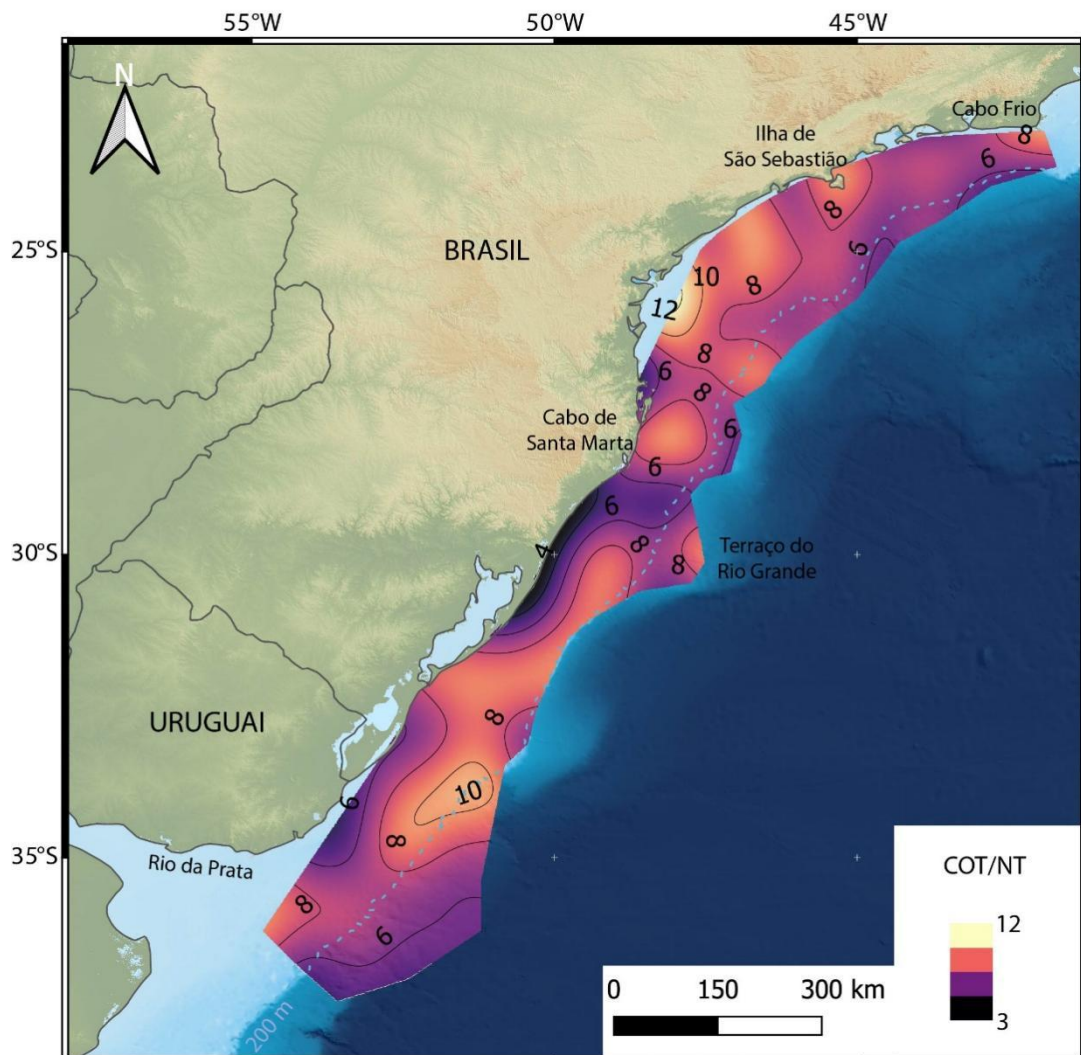 55°W 50°W 45°W
N
Cabo Frio
Ilha de
São Sebastião
8
6
8
25°S
BRASIL
6
10
8
12
8
6
8
Cabo de
Santa Marta
6
6
6
30°S
4
8
8
Terraço do
Rio Grande
URUGUAI
8
10
6
8
35°S
Rio da Prata
8
6
200 m
COT/NT
12
3
0 150 300 km